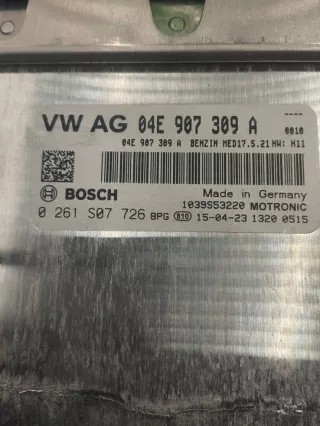 ----
VW AG 04E 907 309 A 0010
04E 907 309 A BENZIN MED17.5.21 HW: H11
BOSCH Made in Germany
1039S53220 MOTRONIC
0 261 S07 726 BPG 810 15-04-23 1320 0515